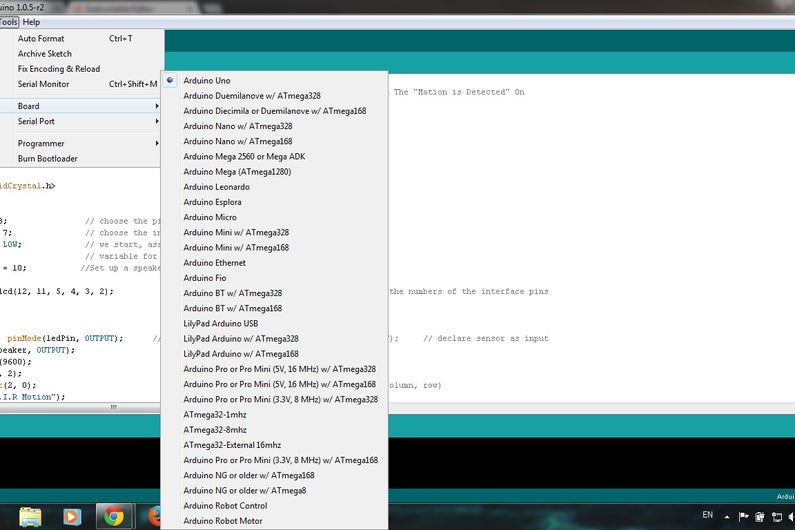 uino 1.0.5-r2
Tools Help
Auto Format Ctrl+T
Archive Sketch
Fix Encoding & Reload
Serial Monitor Ctrl+Shift+M
Board
Serial Port
Programmer
Burn Bootloader
Arduino Uno
Arduino Duemilanove w/ ATmega328
Arduino Diecimila or Duemilanove w/ ATmega168
Arduino Nano w/ ATmega328
Arduino Nano w/ ATmega168
Arduino Mega 2560 or Mega ADK
Arduino Mega (ATmega1280)
Arduino Leonardo
Arduino Esplora
Arduino Micro
Arduino Mini w/ ATmega328
Arduino Mini w/ ATmega168
Arduino Ethernet
Arduino Fio
Arduino BT w/ ATmega328
Arduino BT w/ ATmega168
LilyPad Arduino USB
LilyPad Arduino w/ ATmega328
LilyPad Arduino w/ ATmega168
Arduino Pro or Pro Mini (5V, 16 MHz) w/ ATmega328
Arduino Pro or Pro Mini (5V, 16 MHz) w/ ATmega168
Arduino Pro or Pro Mini (3.3V, 8 MHz) w/ ATmega328
ATmega32-1mhz
ATmega32-8mhz
ATmega32-External 16mhz
Arduino Pro or Pro Mini (3.3V, 8 MHz) w/ ATmega168
Arduino NG or older w/ ATmega168
Arduino NG or older w/ ATmega8
Arduino Robot Control
Arduino Robot Motor
The "Motion is Detected" On
idCrystal.h>
8; // choose the pi
7; // choose the in
LOW; // we start, ass
// variable for
= 10; //Set up a speake
lcd(12, 11, 5, 4, 3, 2); the numbers of the interface pins
pinMode(ledPin, OUTPUT); // ); // declare sensor as input
peaker, OUTPUT);
(9600);
, 2);
r(2, 0); olumn, row)
.I.R Motion");
Ardui
EN